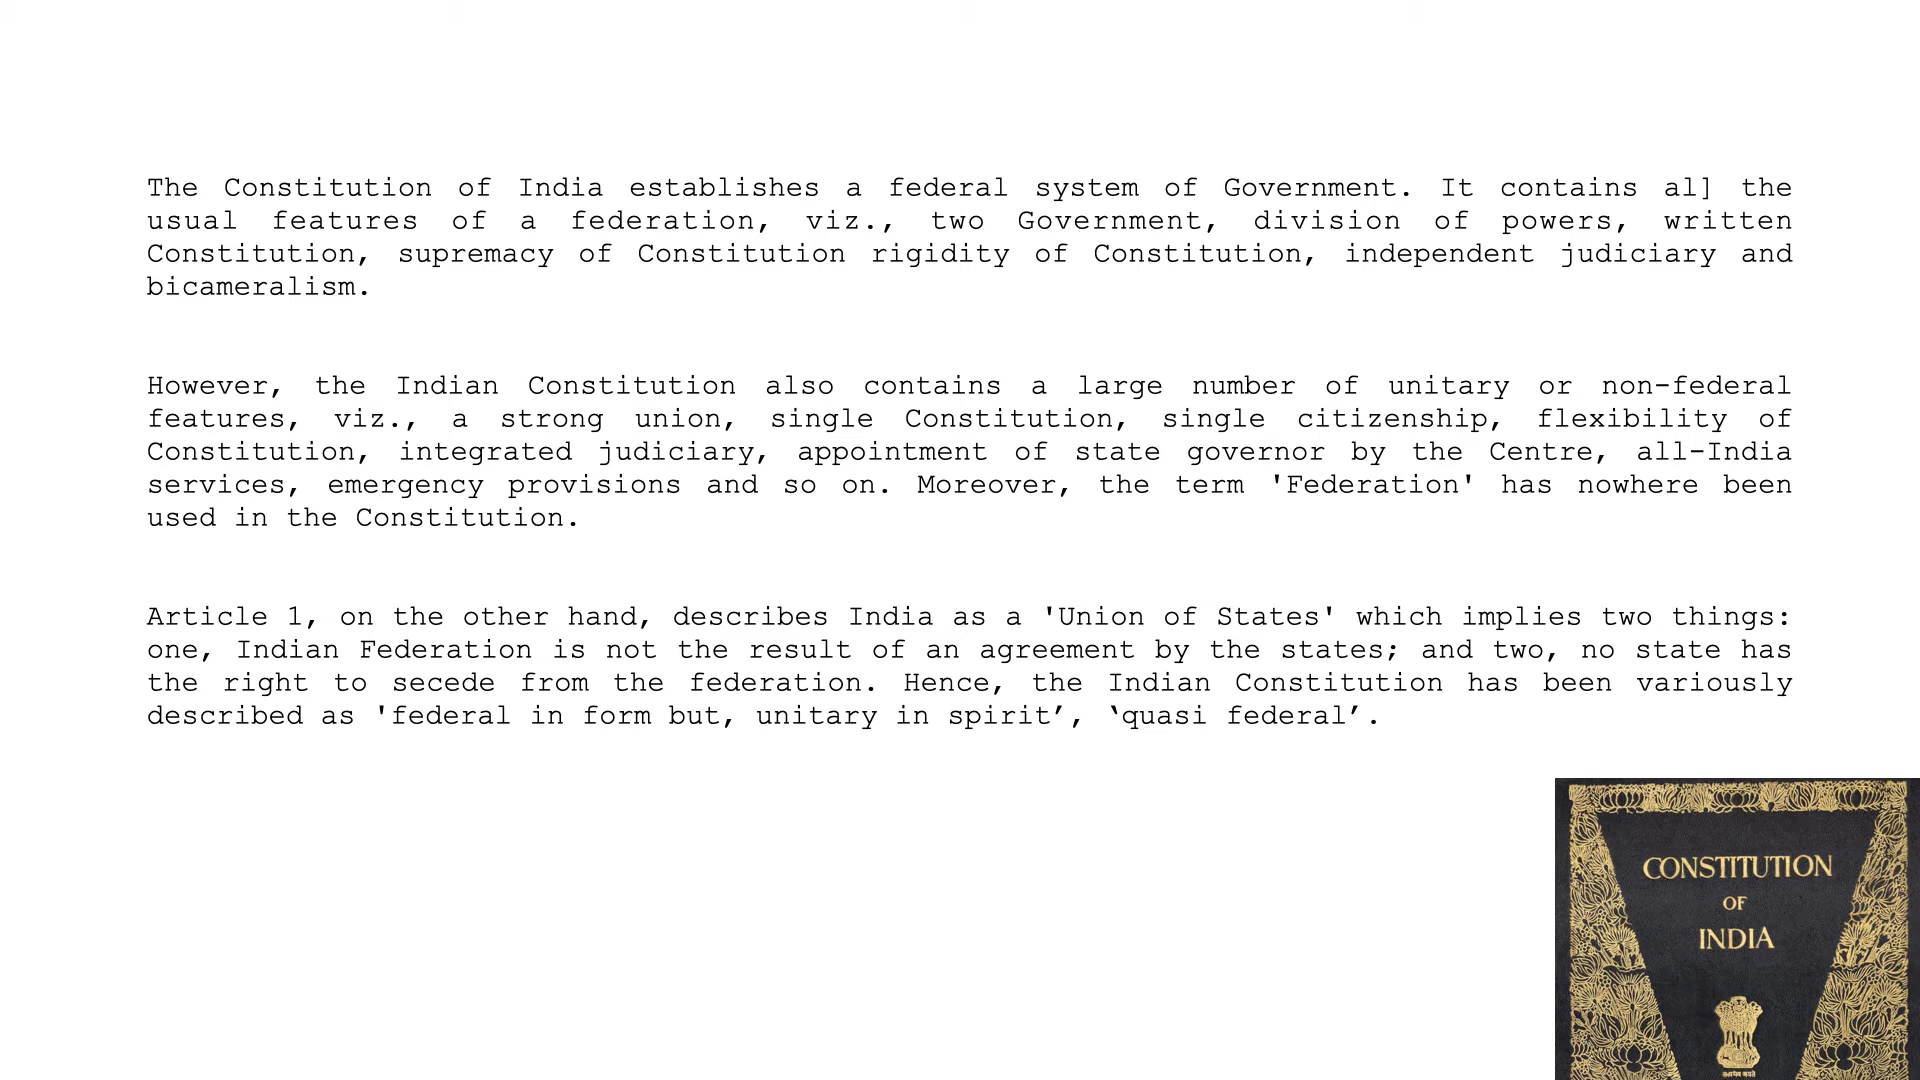 The Constitution of India establishes a federal system of Government. It contains al] the
usual features of a federation, viz., two Government, division of powers, written
Constitution, supremacy of Constitution rigidity of Constitution, independent judiciary and
bicameralism.
However, the Indian Constitution also contains a large number of unitary or non-federal
features, viz., a strong union, single Constitution, single citizenship, flexibility of
Constitution, integrated judiciary, appointment of state governor by the Centre, all-India
services, emergency provisions and so on. Moreover, the term 'Federation' has nowhere been
used in the Constitution.
Article 1, on the other hand, describes India as a 'Union of States' which implies two things:
one, Indian Federation is not the result of an agreement by the states; and two, no state has
the right to secede from the federation. Hence, the Indian Constitution has been variously
described as 'federal in form but, unitary in spirit’, ‘quasi federal’.
CONSTITUTION
OF
INDIA
सत्यमेव जयते